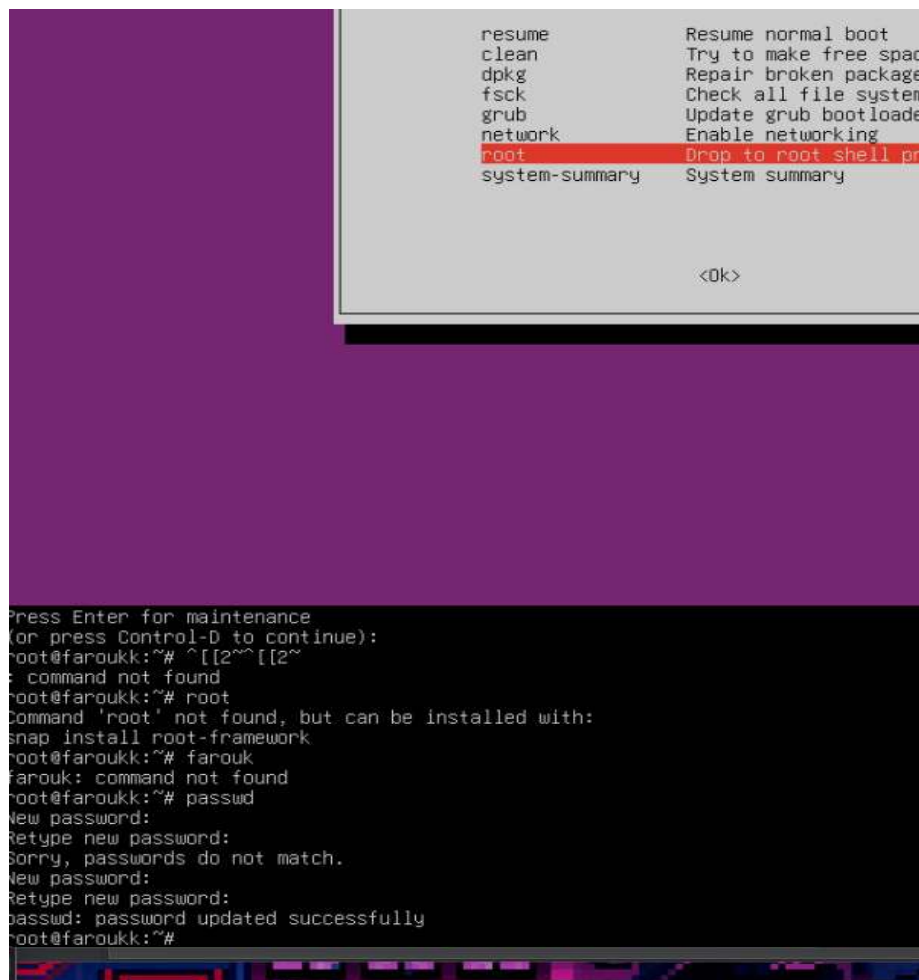 resume Resume normal boot
clean Try to make free spac
dpkg Repair broken package
fsck Check all file system
grub Update grub bootloade
network Enable networking
root Drop to root shell pr
system-summary System summary
<Ok>
Press Enter for maintenance
(or press Control-D to continue):
root@faroukk:~# ^[[2~^[[2~
: command not found
root@faroukk:~# root
Command 'root' not found, but can be installed with:
snap install root-framework
root@faroukk:~# farouk
farouk: command not found
root@faroukk:~# passwd
New password:
Retype new password:
Sorry, passwords do not match.
New password:
Retype new password:
passwd: password updated successfully
root@faroukk:~#